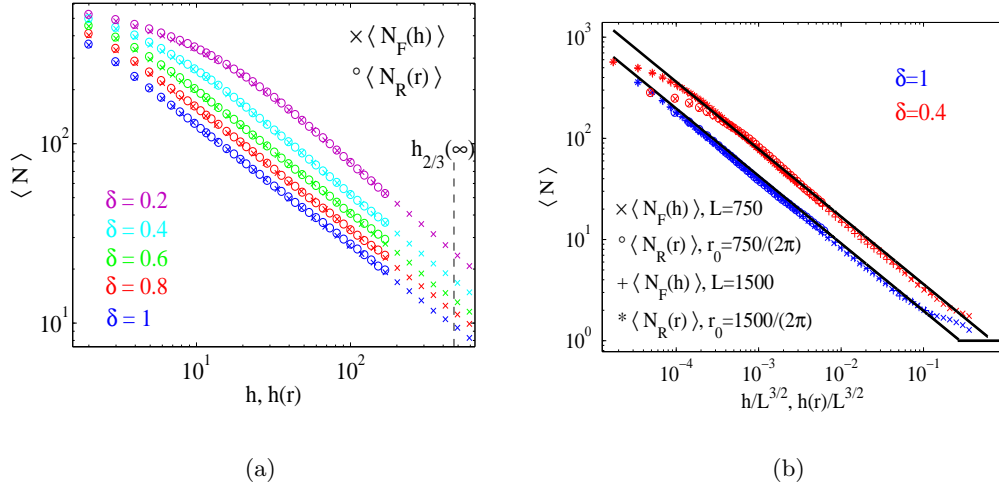 × ⟨ N_F(h) ⟩
° ⟨ N_R(r) ⟩
h_{2/3}(∞)
δ = 0.2
δ = 0.4
δ = 0.6
δ = 0.8
δ = 1
10^2
10^1
⟨ N ⟩
10^1
10^2
h, h(r)
(a)
δ=1
δ=0.4
× ⟨ N_F(h) ⟩, L=750
° ⟨ N_R(r) ⟩, r_0=750/(2π)
+ ⟨ N_F(h) ⟩, L=1500
* ⟨ N_R(r) ⟩, r_0=1500/(2π)
10^3
10^2
10^1
10^0
⟨ N ⟩
10^{-4}
10^{-3}
10^{-2}
10^{-1}
h/L^{3/2}, h(r)/L^{3/2}
(b)